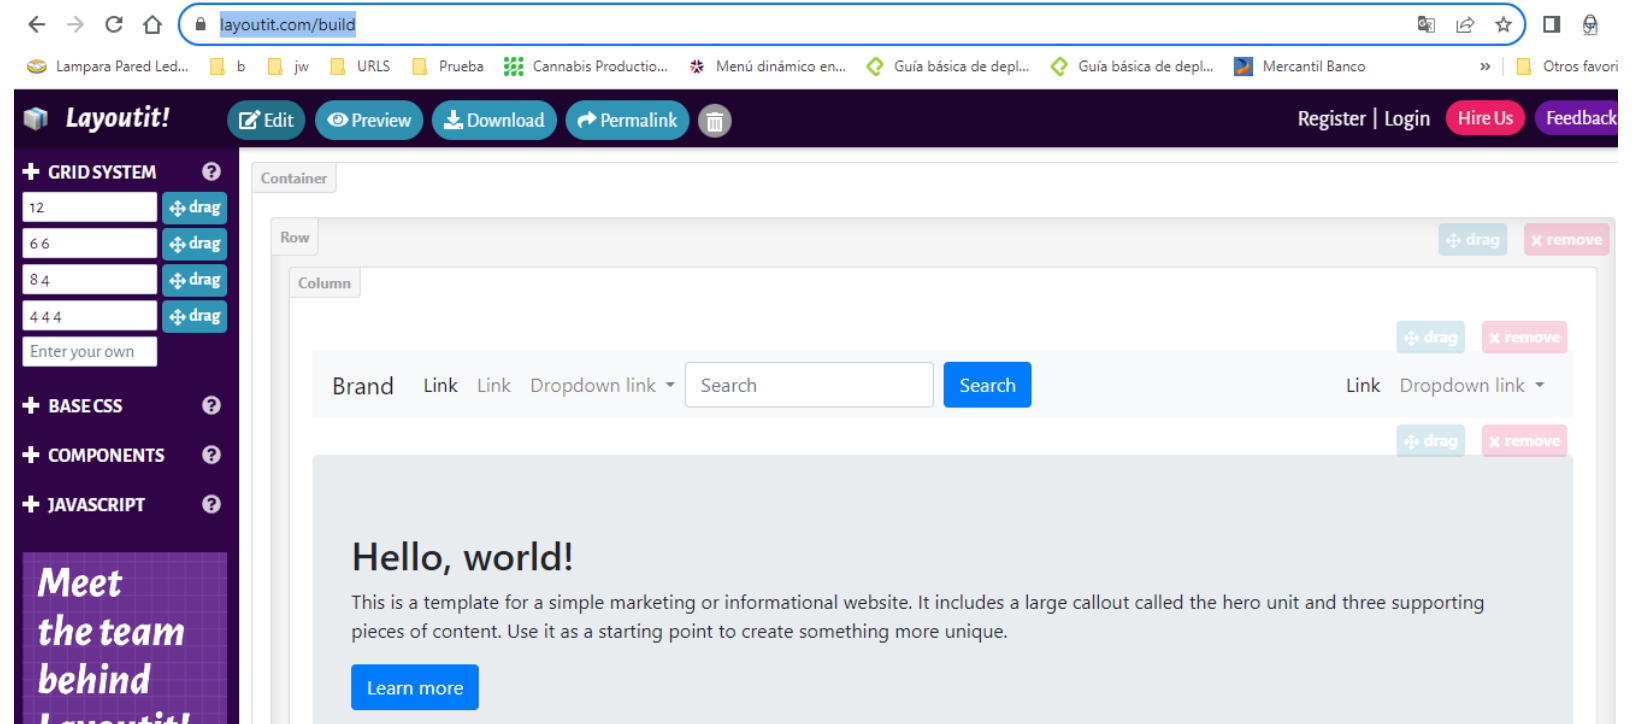 layoutit.com/build
Lampara Pared Led... b jw URLS Prueba Cannabis Productio... Menú dinámico en... Guía básica de depl... Guía básica de depl... Mercantil Banco » Otros favori
Layoutit! Edit Preview Download Permalink Register | Login Hire Us Feedback
GRID SYSTEM
12 drag
6 6 drag
8 4 drag
4 4 4 drag
Enter your own
BASE CSS
COMPONENTS
JAVASCRIPT
Meet
the team
behind
Layoutit!
Container
Row drag x remove
Column
drag x remove
Brand Link Link Dropdown link Search Search Link Dropdown link
drag x remove
Hello, world!
This is a template for a simple marketing or informational website. It includes a large callout called the hero unit and three supporting
pieces of content. Use it as a starting point to create something more unique.
Learn more